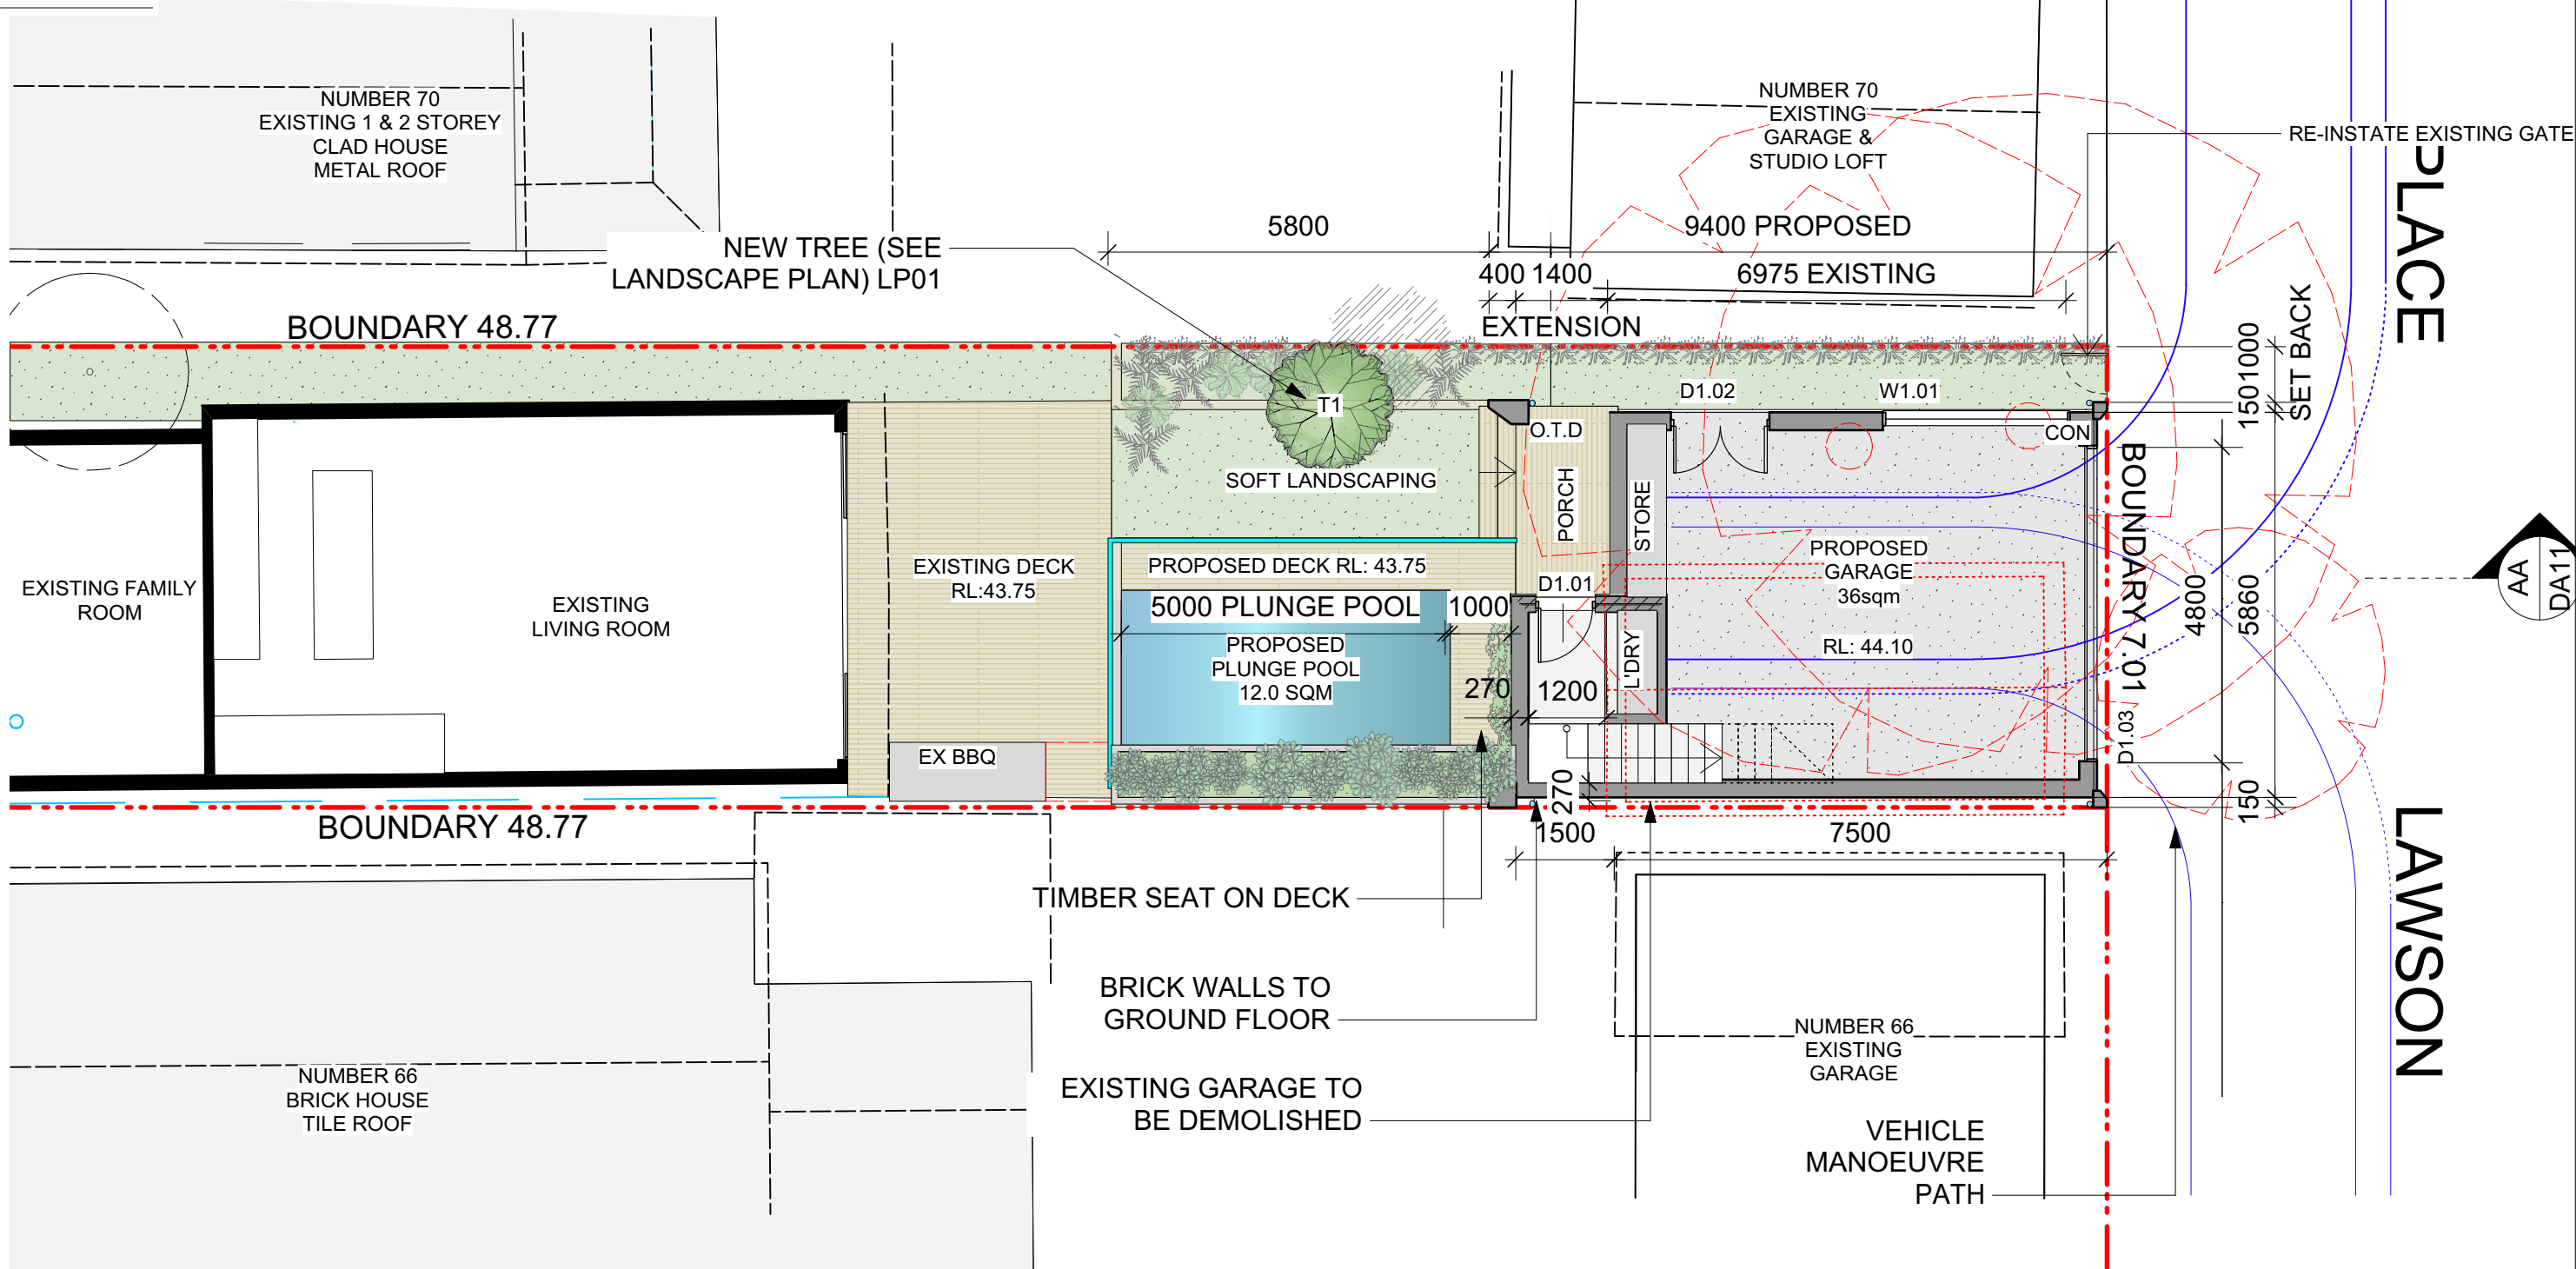 NUMBER 70
EXISTING 1 & 2 STOREY
CLAD HOUSE
METAL ROOF
NUMBER 70
EXISTING
GARAGE &
STUDIO LOFT
RE-INSTATE EXISTING GATE
PLACE
NEW TREE (SEE
LANDSCAPE PLAN) LP01
5800
9400 PROPOSED
400 1400
6975 EXISTING
BOUNDARY 48.77
EXTENSION
1000
150
SET BACK
T1
D1.02
W1.01
O.T.D
CON
SOFT LANDSCAPING
PORCH
STORE
BOUNDARY 7.01
EXISTING FAMILY
ROOM
EXISTING
LIVING ROOM
EXISTING DECK
RL:43.75
PROPOSED DECK RL: 43.75
D1.01
PROPOSED
GARAGE
36sqm
RL: 44.10
4800
5860
AA
DA11
5000 PLUNGE POOL
1000
PROPOSED
PLUNGE POOL
12.0 SQM
L'DRY
270
1200
EX BBQ
D1.03
270
150
BOUNDARY 48.77
1500
7500
LAWSON
TIMBER SEAT ON DECK
BRICK WALLS TO
GROUND FLOOR
EXISTING GARAGE TO
BE DEMOLISHED
NUMBER 66
EXISTING
GARAGE
NUMBER 66
BRICK HOUSE
TILE ROOF
VEHICLE
MANOEUVRE
PATH